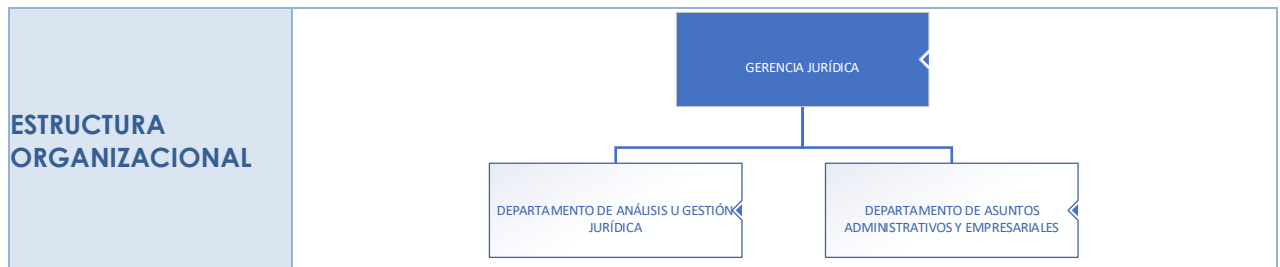 ESTRUCTURA
ORGANIZACIONAL
GERENCIA JURÍDICA
DEPARTAMENTO DE ANÁLISIS U GESTIÓN
JURÍDICA
DEPARTAMENTO DE ASUNTOS
ADMINISTRATIVOS Y EMPRESARIALES